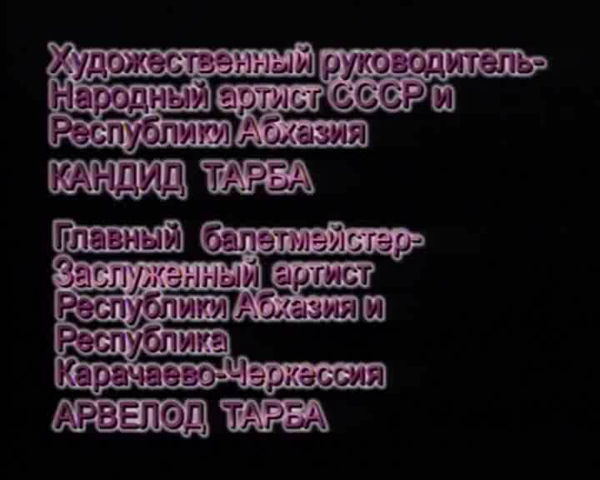 Художественный руководитель-
Народный артист СССР и
Республики Абхазия
КАНДИД ТАРБА
Главный балетмейстер-
Заслуженный артист
Республики Абхазия и
Республика
Карачаево-Черкессия
АРВЕЛОД ТАРБА